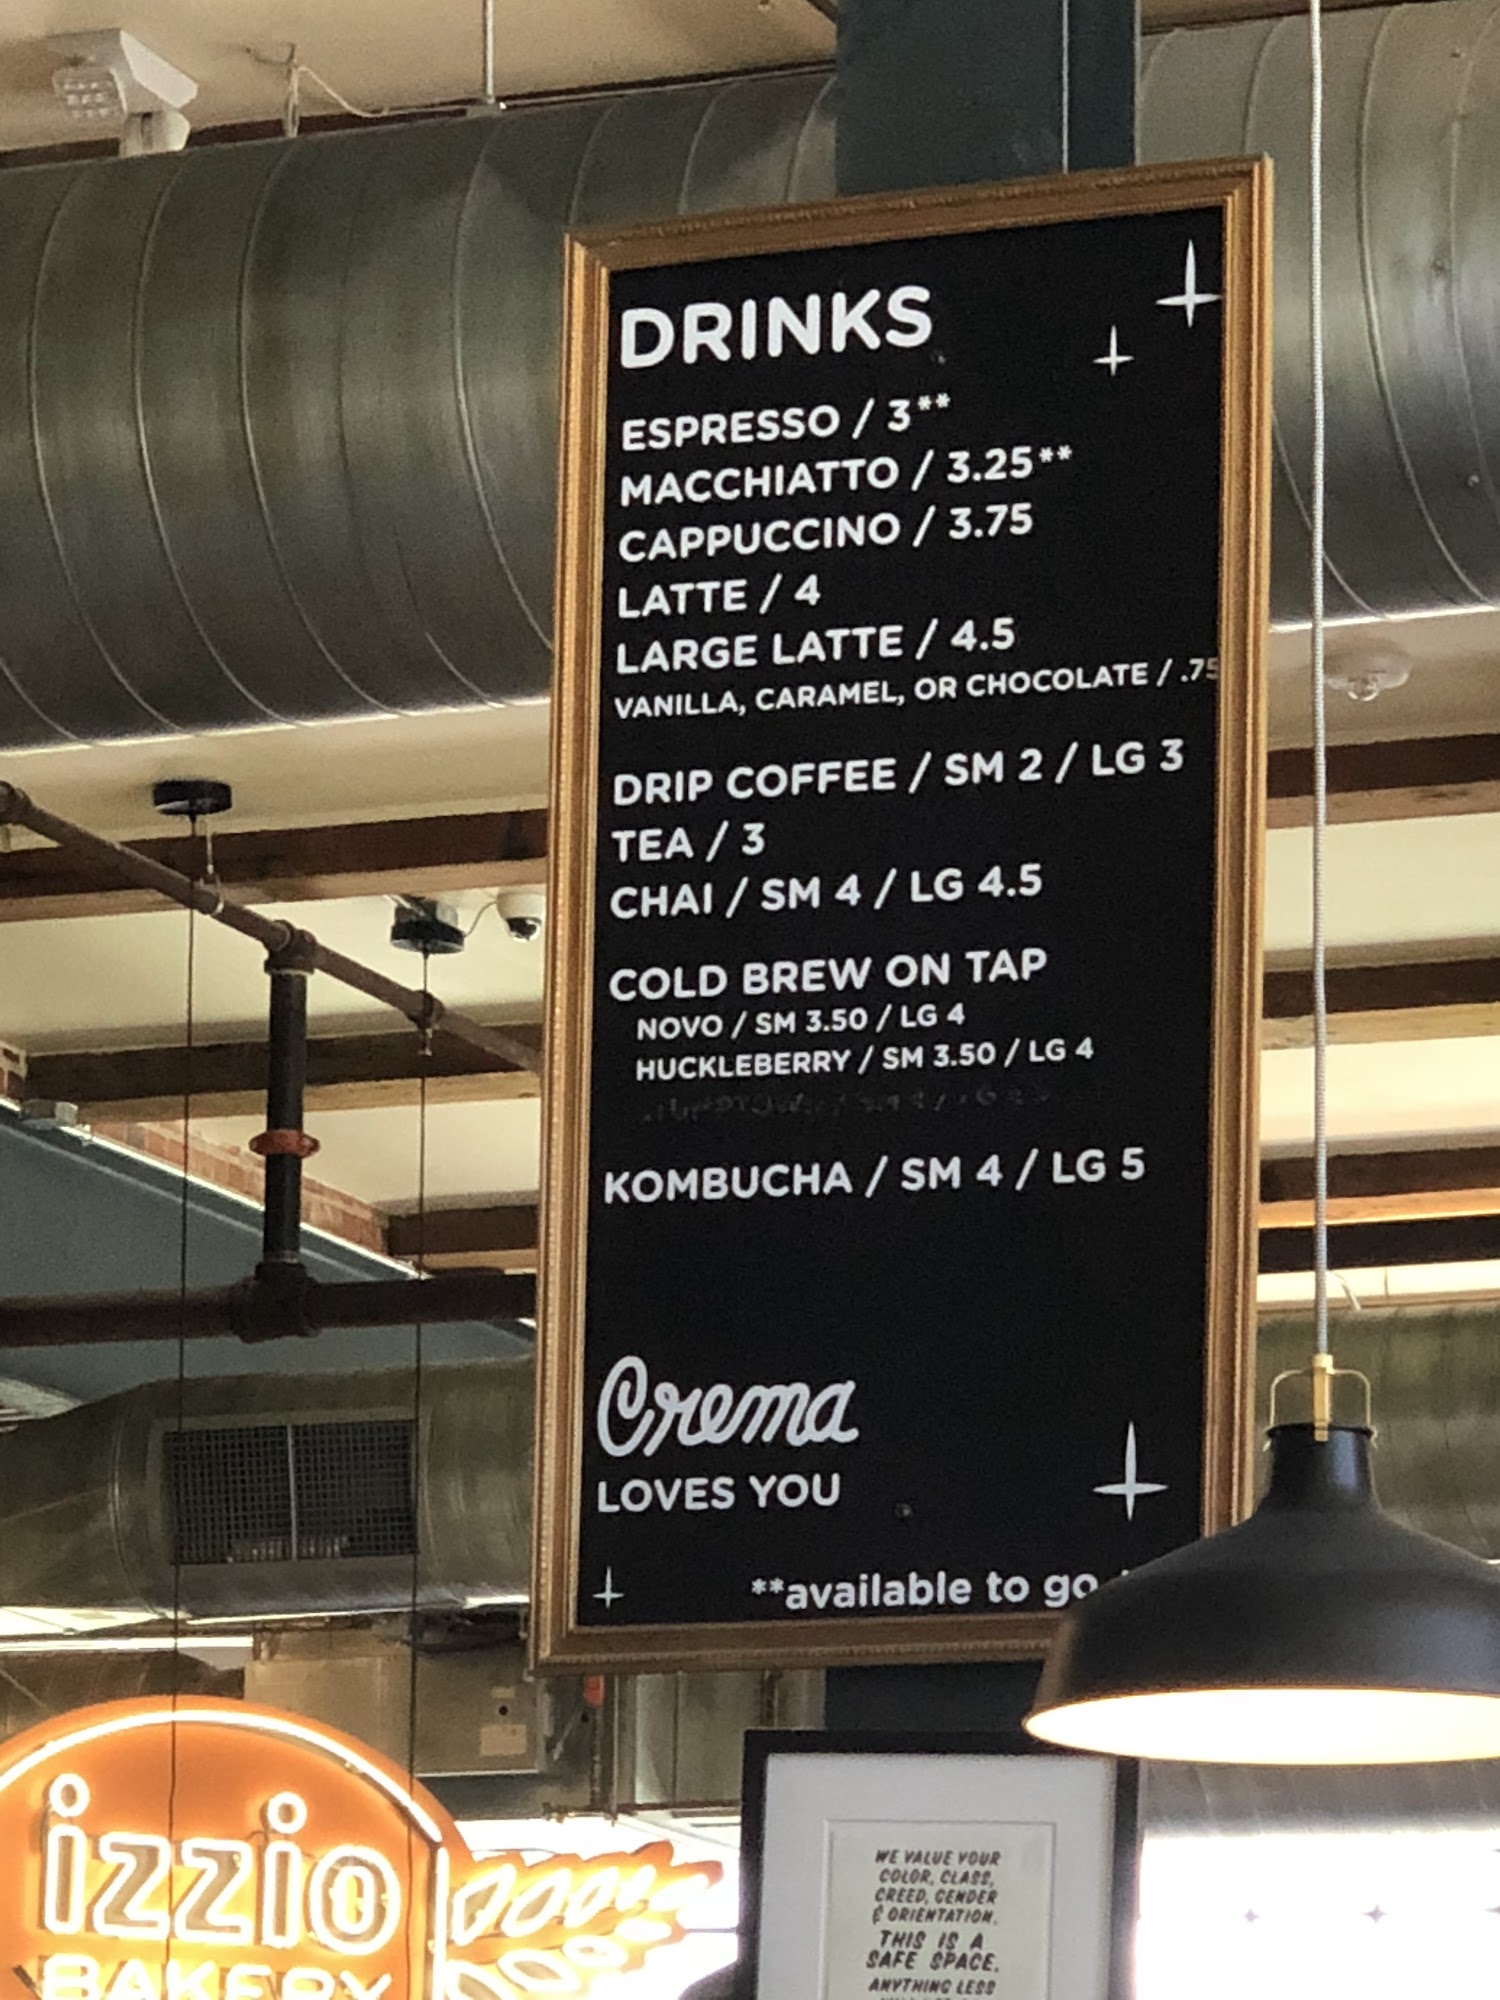 DRINKS
ESPRESSO / 3**
MACCHIATTO / 3.25**
CAPPUCCINO / 3.75
LATTE / 4
LARGE LATTE / 4.5
VANILLA, CARAMEL, OR CHOCOLATE / .75
DRIP COFFEE / SM 2 / LG 3
TEA / 3
CHAI / SM 4 / LG 4.5
COLD BREW ON TAP
NOVO / SM 3.50 / LG 4
HUCKLEBERRY / SM 3.50 / LG 4
KOMBUCHA / SM 4 / LG 5
Crema
LOVES YOU
**available to go
izzio
BAKERY
WE VALUE YOUR
COLOR, CLASS,
CREED, GENDER
& ORIENTATION.
THIS IS A
SAFE SPACE.
ANYTHING LESS